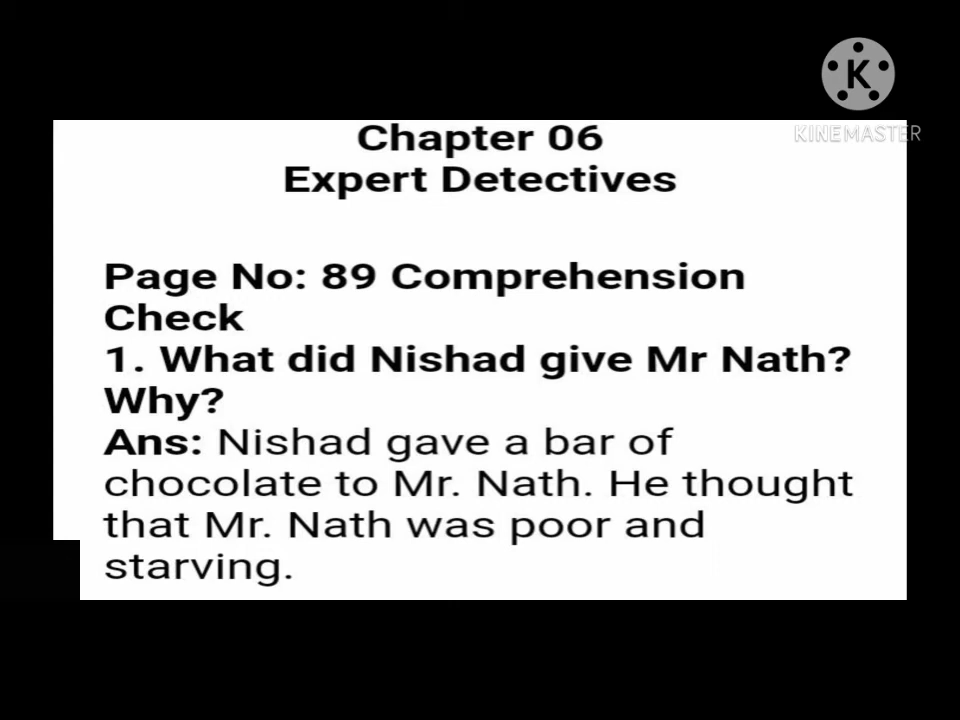 K
KINEMASTER
Chapter 06
Expert Detectives
Page No: 89 Comprehension
Check
1. What did Nishad give Mr Nath?
Why?
Ans: Nishad gave a bar of
chocolate to Mr. Nath. He thought
that Mr. Nath was poor and
starving.